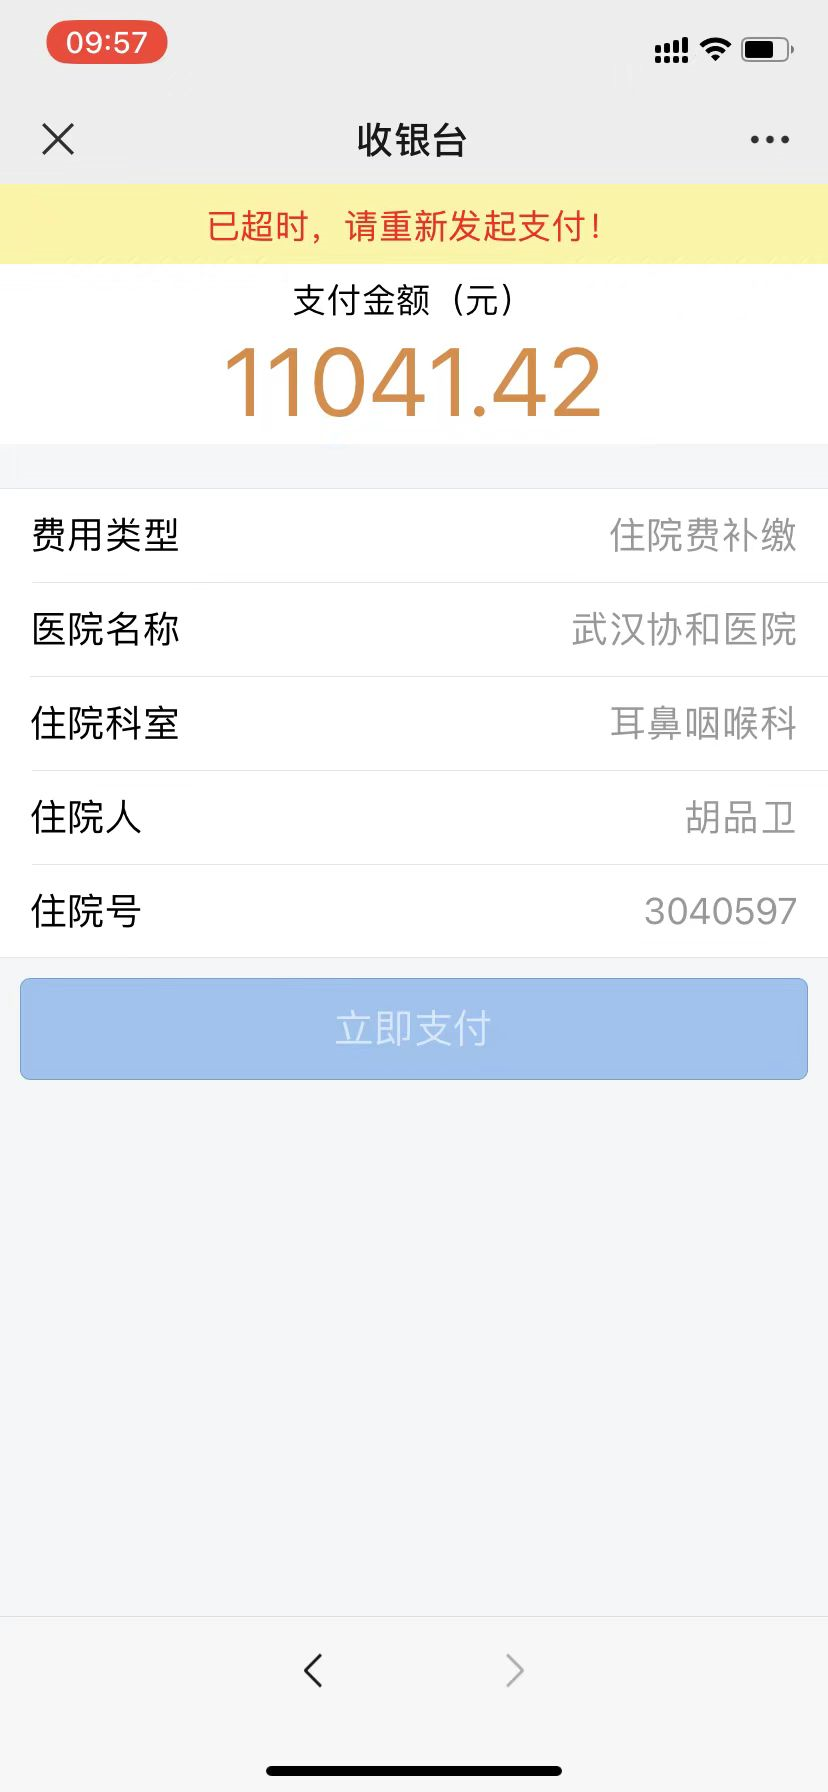 09:57
收银台
已超时，请重新发起支付！
支付金额（元）
11041.42
费用类型 住院费补缴
医院名称 武汉协和医院
住院科室 耳鼻咽喉科
住院人 胡品卫
住院号 3040597
立即支付